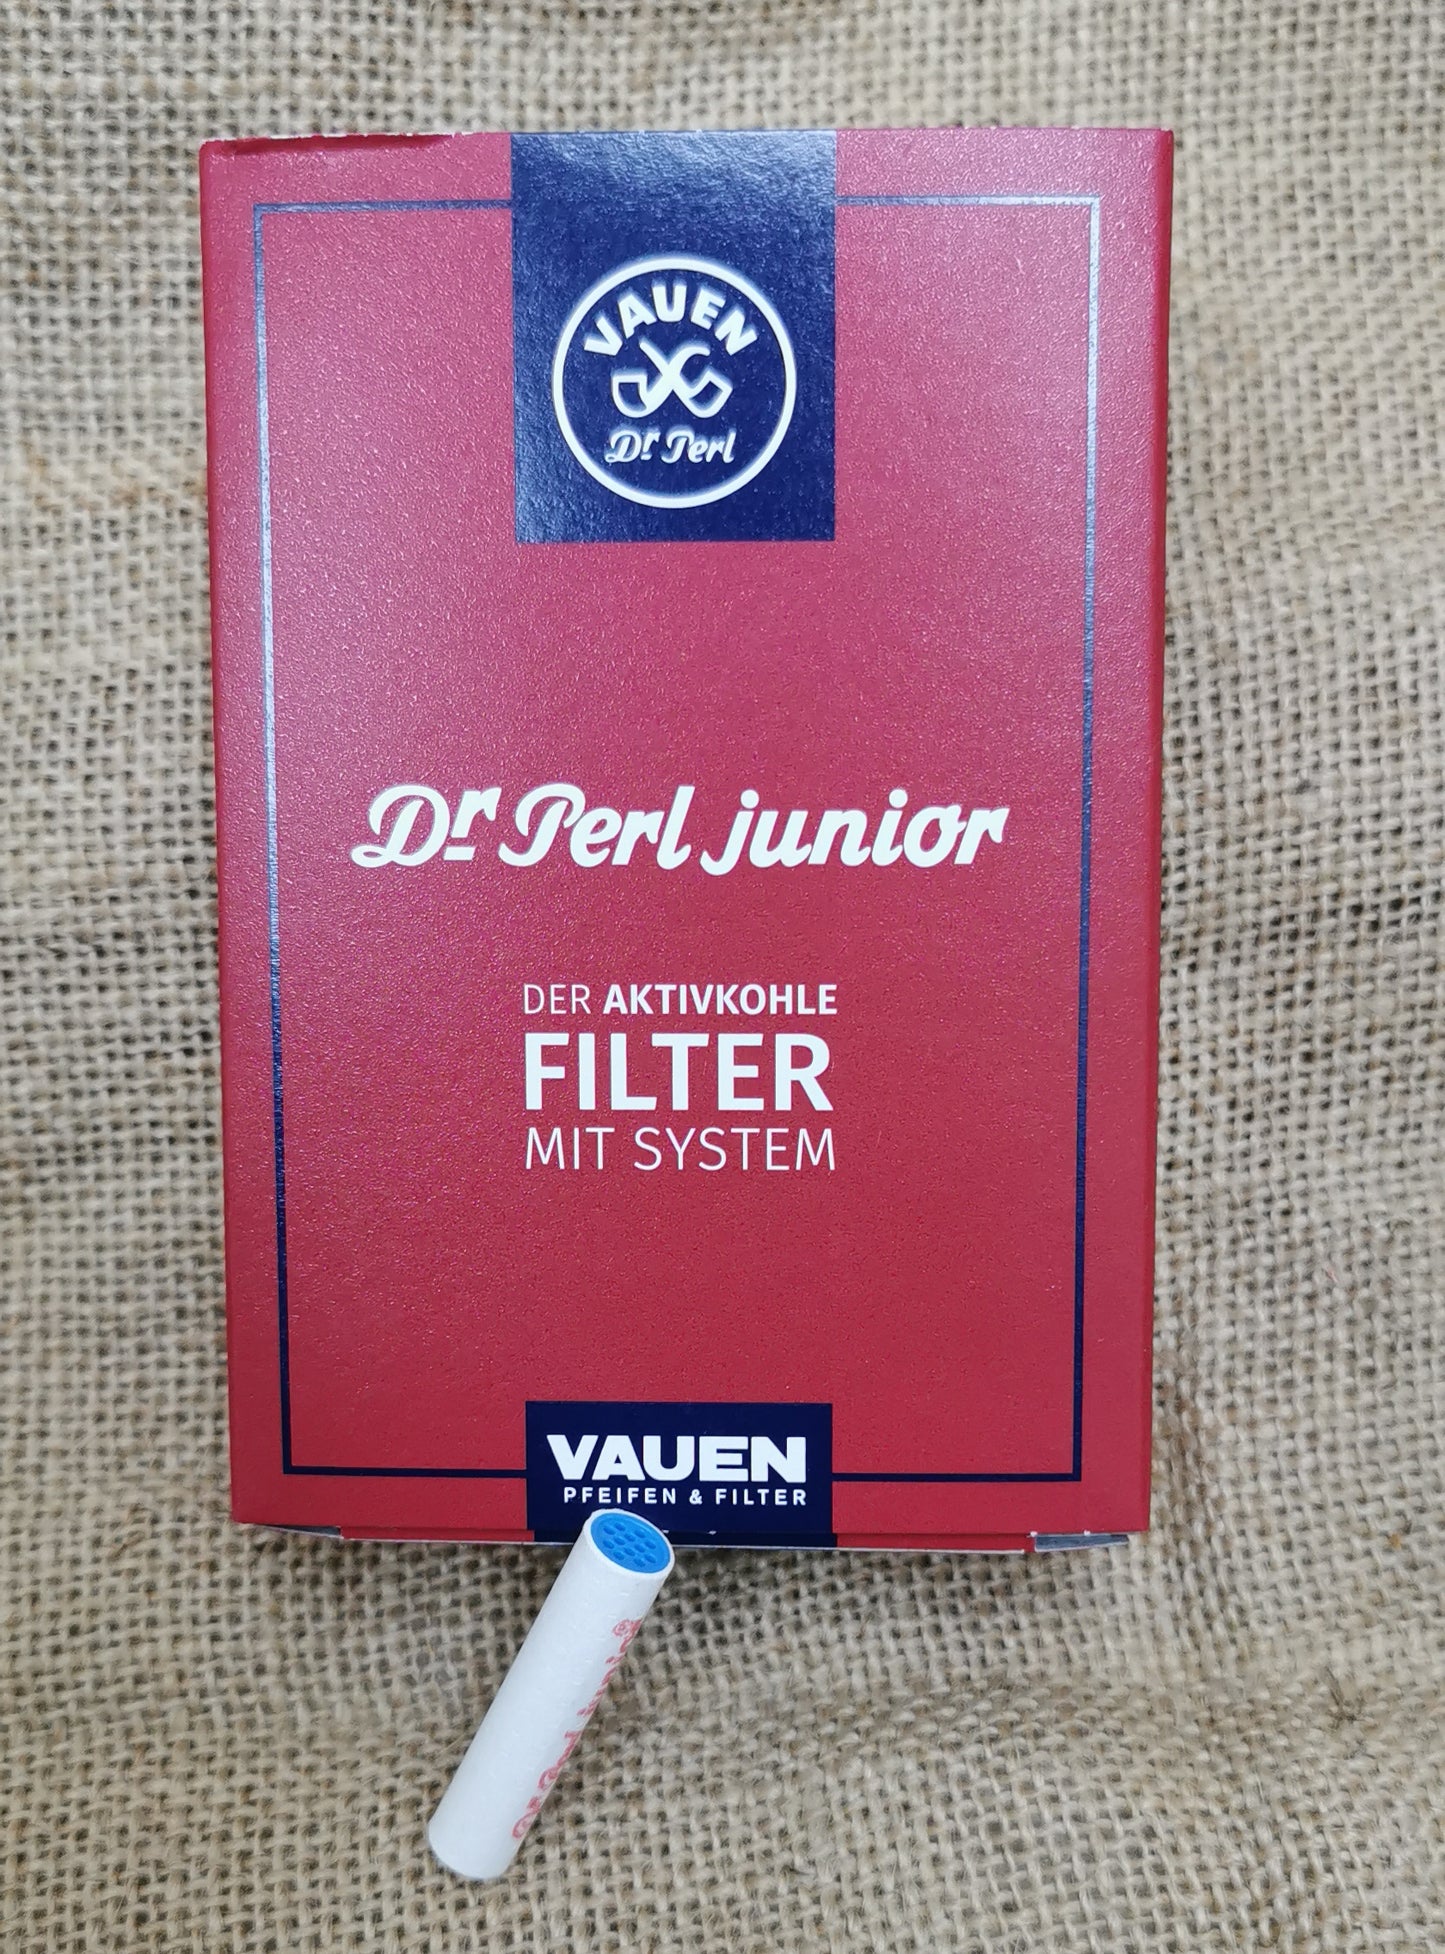 VAUEN
Dr Perl
Dr Perl junior
DER AKTIVKOHLE
FILTER
MIT SYSTEM
VAUEN
PFEIFEN & FILTER